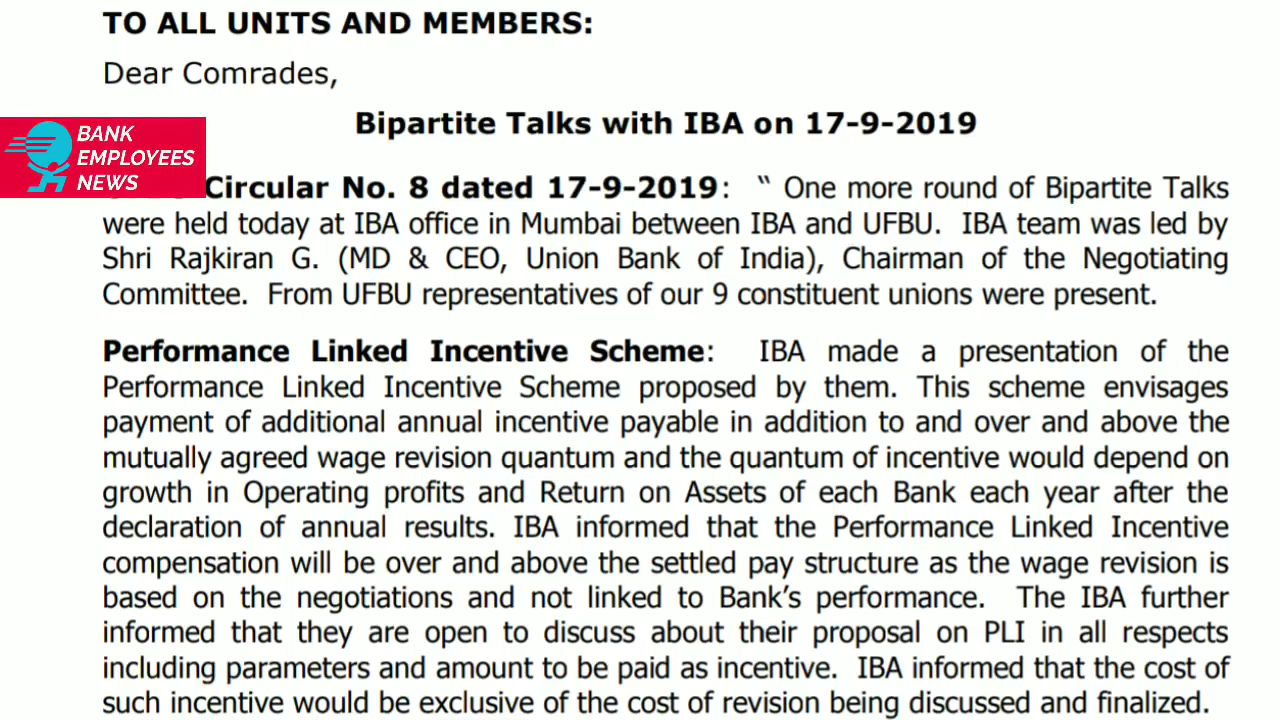 TO ALL UNITS AND MEMBERS:
Dear Comrades,
Bipartite Talks with IBA on 17-9-2019
BANK
EMPLOYEES
NEWS
Circular No. 8 dated 17-9-2019: “ One more round of Bipartite Talks
were held today at IBA office in Mumbai between IBA and UFBU. IBA team was led by
Shri Rajkiran G. (MD & CEO, Union Bank of India), Chairman of the Negotiating
Committee. From UFBU representatives of our 9 constituent unions were present.
Performance Linked Incentive Scheme: IBA made a presentation of the
Performance Linked Incentive Scheme proposed by them. This scheme envisages
payment of additional annual incentive payable in addition to and over and above the
mutually agreed wage revision quantum and the quantum of incentive would depend on
growth in Operating profits and Return on Assets of each Bank each year after the
declaration of annual results. IBA informed that the Performance Linked Incentive
compensation will be over and above the settled pay structure as the wage revision is
based on the negotiations and not linked to Bank’s performance. The IBA further
informed that they are open to discuss about their proposal on PLI in all respects
including parameters and amount to be paid as incentive. IBA informed that the cost of
such incentive would be exclusive of the cost of revision being discussed and finalized.